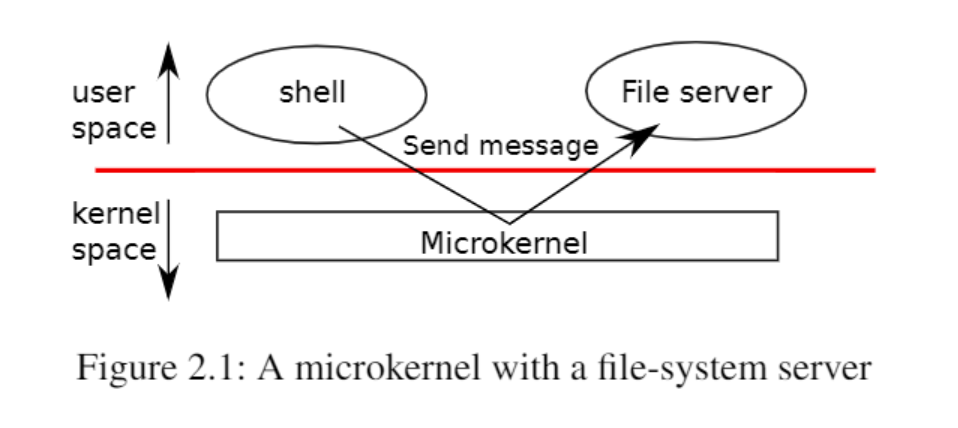 user
space
shell
File server
Send message
kernel
space
Microkernel
Figure 2.1: A microkernel with a file-system server